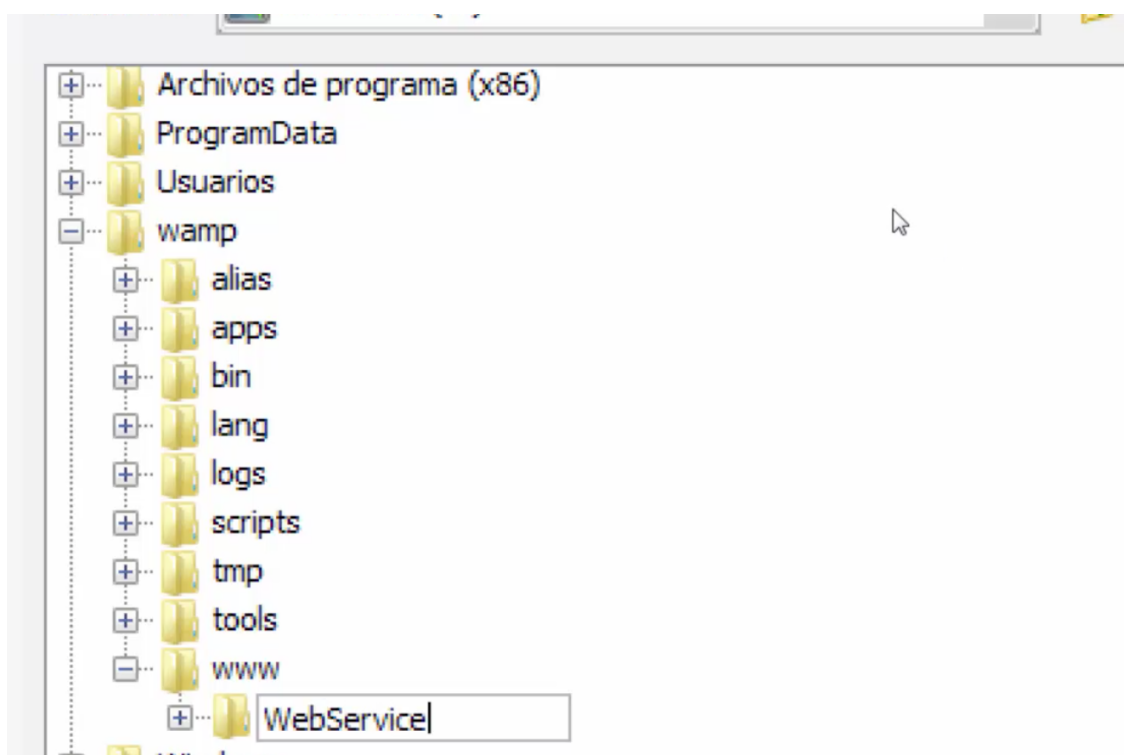 Archivos de programa (x86)
ProgramData
Usuarios
wamp
alias
apps
bin
lang
logs
scripts
tmp
tools
www
WebService